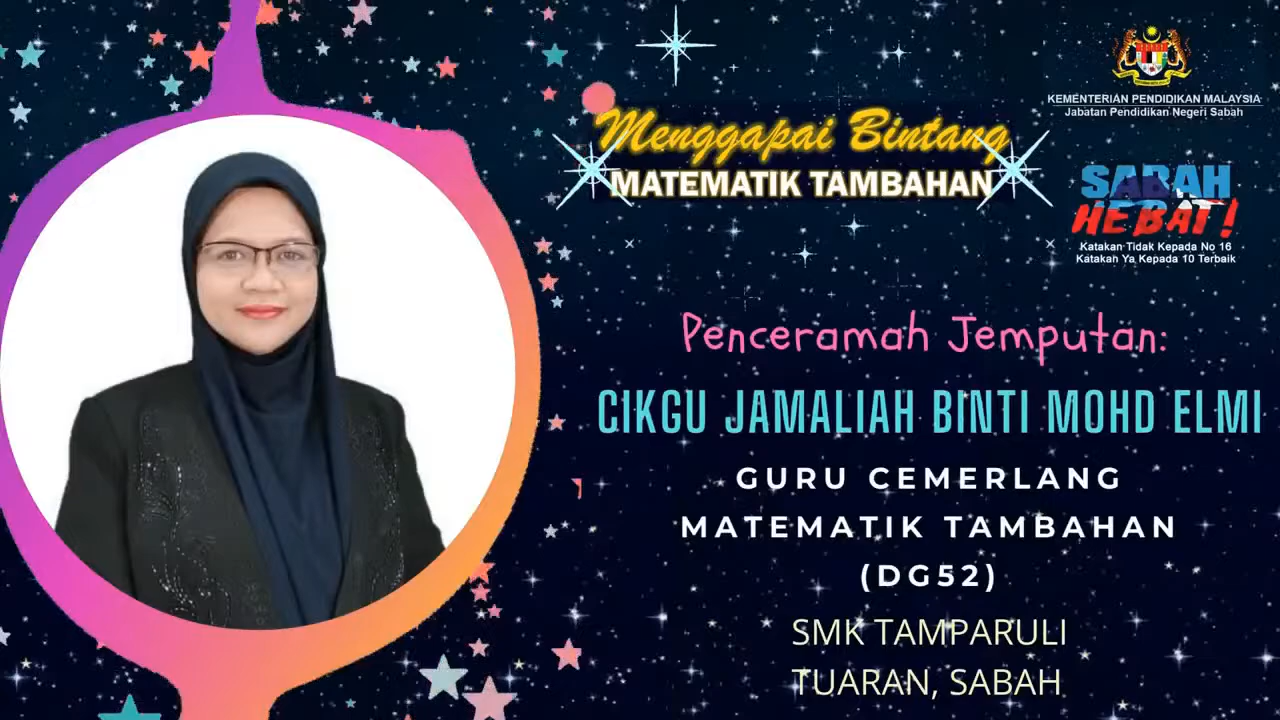 Menggapai Bintang
MATEMATIK TAMBAHAN
KEMENTERIAN PENDIDIKAN MALAYSIA
Jabatan Pendidikan Negeri Sabah
SABAH
HEBAT!
Katakan Tidak Kepada No 16
Katakan Ya Kepada 10 Terbaik
Penceramah Jemputan:
CIKGU JAMALIAH BINTI MOHD ELMI
GURU CEMERLANG
MATEMATIK TAMBAHAN
(DG52)
SMK TAMPARULI
TUARAN, SABAH